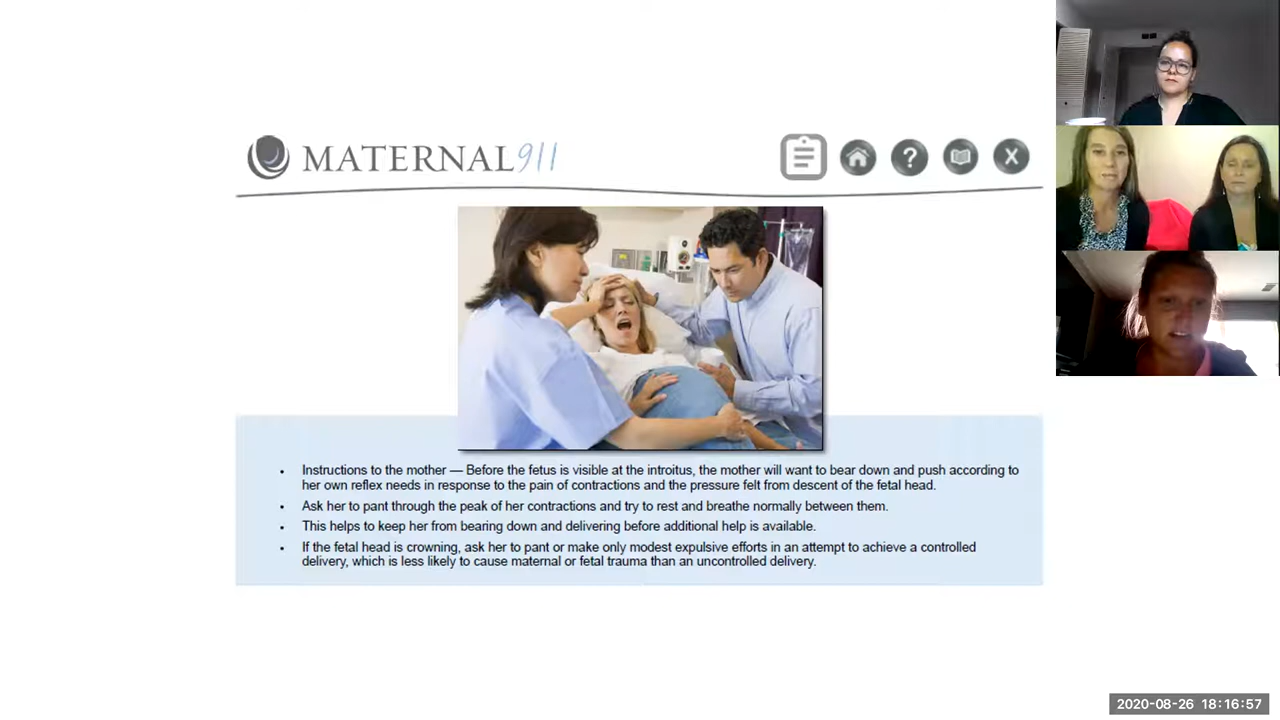 MATERNAL911
?
X
• Instructions to the mother — Before the fetus is visible at the introitus, the mother will want to bear down and push according to
her own reflex needs in response to the pain of contractions and the pressure felt from descent of the fetal head.
• Ask her to pant through the peak of her contractions and try to rest and breathe normally between them.
• This helps to keep her from bearing down and delivering before additional help is available.
• If the fetal head is crowning, ask her to pant or make only modest expulsive efforts in an attempt to achieve a controlled
delivery, which is less likely to cause maternal or fetal trauma than an uncontrolled delivery.
2020-08-26 18:16:57